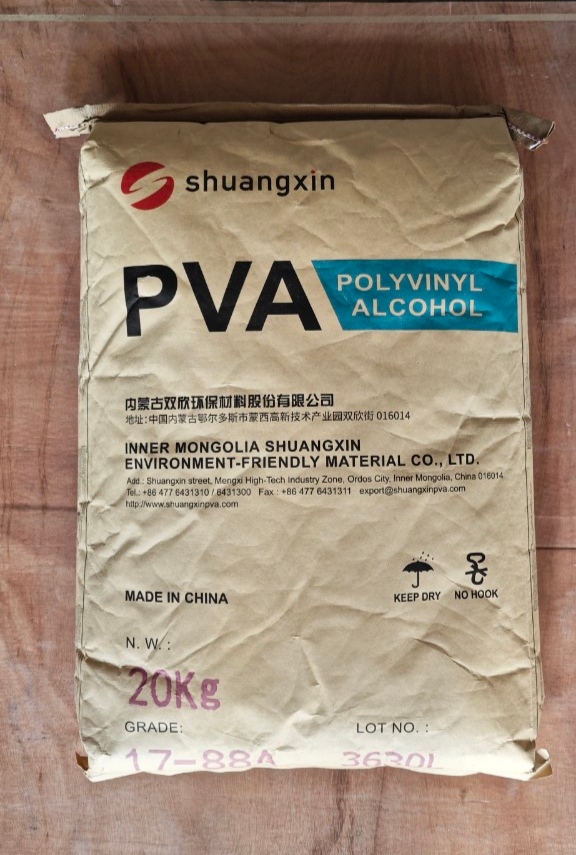 shuangxin
PVA
POLYVINYL
ALCOHOL
内蒙古双欣环保材料股份有限公司
地址:中国内蒙古鄂尔多斯市蒙西高新技术产业园双欣街 016014
INNER MONGOLIA SHUANGXIN
ENVIRONMENT-FRIENDLY MATERIAL CO., LTD.
Add.: Shuangxin street, Mengxi High-Tech Industry Zone, Ordos City, Inner Mongolia, China 016014
Tel.: +86 477 6431310 / 6431300 Fax : +86 477 6431311 export@shuangxinpva.com
http://www.shuangxinpva.com
KEEP DRY NO HOOK
MADE IN CHINA
N. W. :
20Kg
GRADE: LOT NO. :
17-88A 3630L